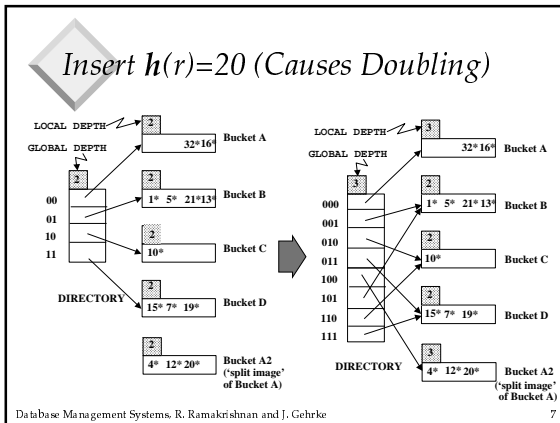 Insert h(r)=20 (Causes Doubling)
LOCAL DEPTH
GLOBAL DEPTH
2
2
00
01
10
11
DIRECTORY
32* 16*
Bucket A
2
1* 5* 21* 13*
Bucket B
2
10*
Bucket C
2
15* 7* 19*
Bucket D
2
4* 12* 20*
Bucket A2
('split image'
of Bucket A)
LOCAL DEPTH
GLOBAL DEPTH
3
3
000
001
010
011
100
101
110
111
DIRECTORY
32* 16*
Bucket A
2
1* 5* 21* 13*
Bucket B
2
10*
Bucket C
2
15* 7* 19*
Bucket D
3
4* 12* 20*
Bucket A2
('split image'
of Bucket A)
Database Management Systems, R. Ramakrishnan and J. Gehrke
7